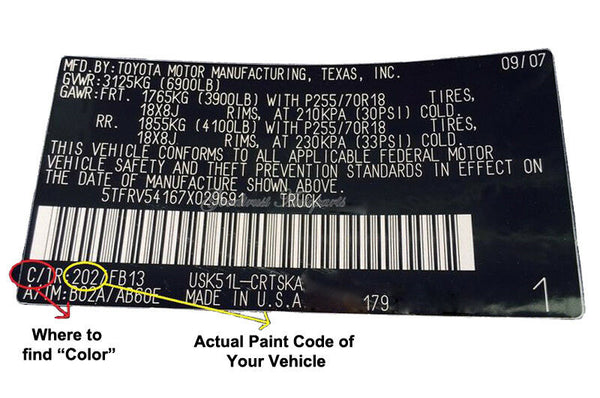 MFD. BY:TOYOTA MOTOR MANUFACTURING, TEXAS, INC. 09/07
GVWR:3125KG (6900LB)
GAWR:FRT. 1765KG (3900LB) WITH P255/70R18 TIRES,
18X8J RIMS, AT 210KPA (30PSI) COLD.
RR. 1855KG (4100LB) WITH P255/70R18 TIRES,
18X8J RIMS, AT 230KPA (33PSI) COLD.
THIS VEHICLE CONFORMS TO ALL APPLICABLE FEDERAL MOTOR
VEHICLE SAFETY AND THEFT PREVENTION STANDARDS IN EFFECT ON
THE DATE OF MANUFACTURE SHOWN ABOVE.
5TFRV54167X029691 TRUCK
C/TR:202/FB13 USK51L-CRTSKA
A/TM:B02A/AB60E MADE IN U.S.A. 179 1
Where to
find “Color”
Actual Paint Code of
Your Vehicle